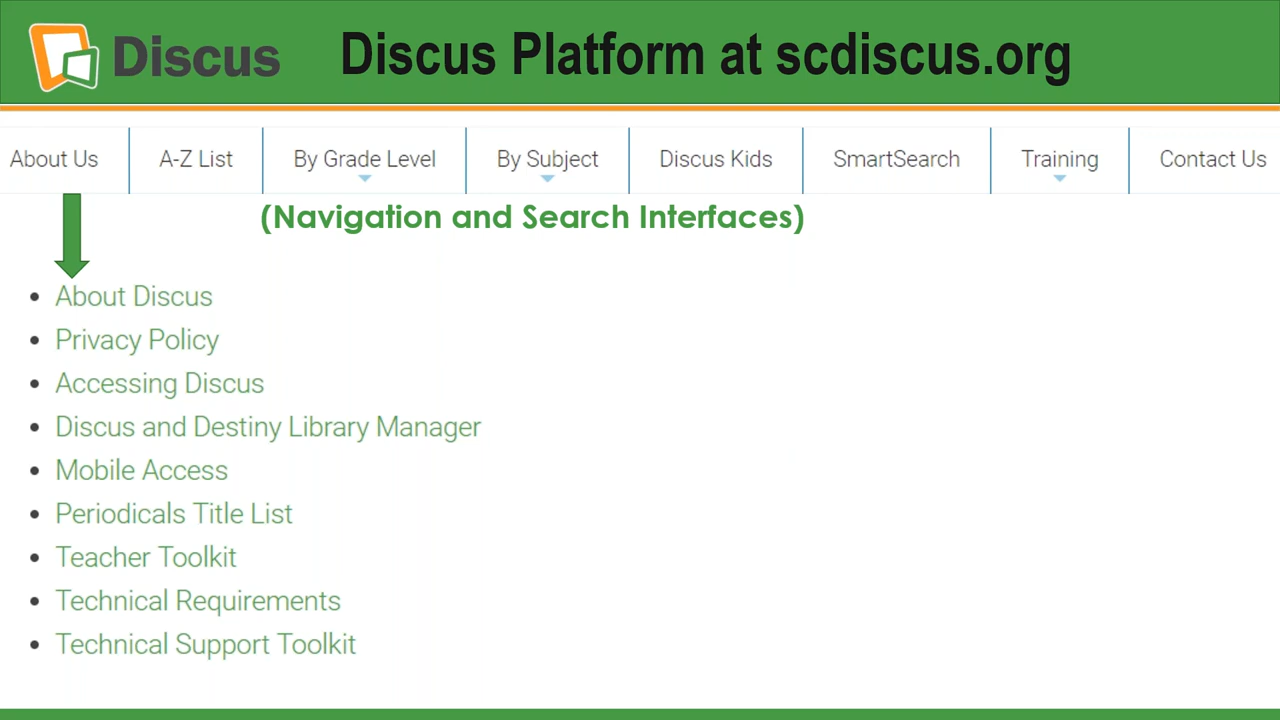 Discus
Discus Platform at scdiscus.org
About Us
A-Z List
By Grade Level
By Subject
Discus Kids
SmartSearch
Training
Contact Us
(Navigation and Search Interfaces)
About Discus
Privacy Policy
Accessing Discus
Discus and Destiny Library Manager
Mobile Access
Periodicals Title List
Teacher Toolkit
Technical Requirements
Technical Support Toolkit